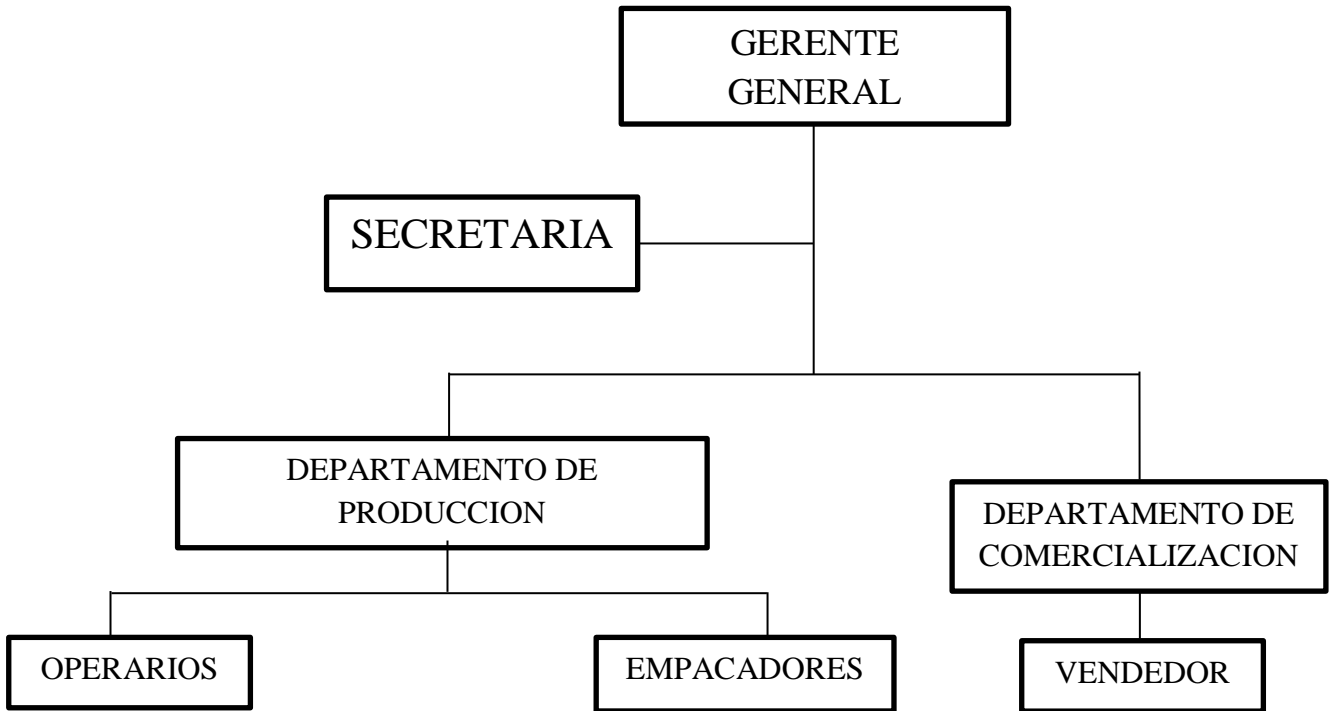 GERENTE
GENERAL
SECRETARIA
DEPARTAMENTO DE
PRODUCCION
DEPARTAMENTO DE
COMERCIALIZACION
OPERARIOS
EMPACADORES
VENDEDOR